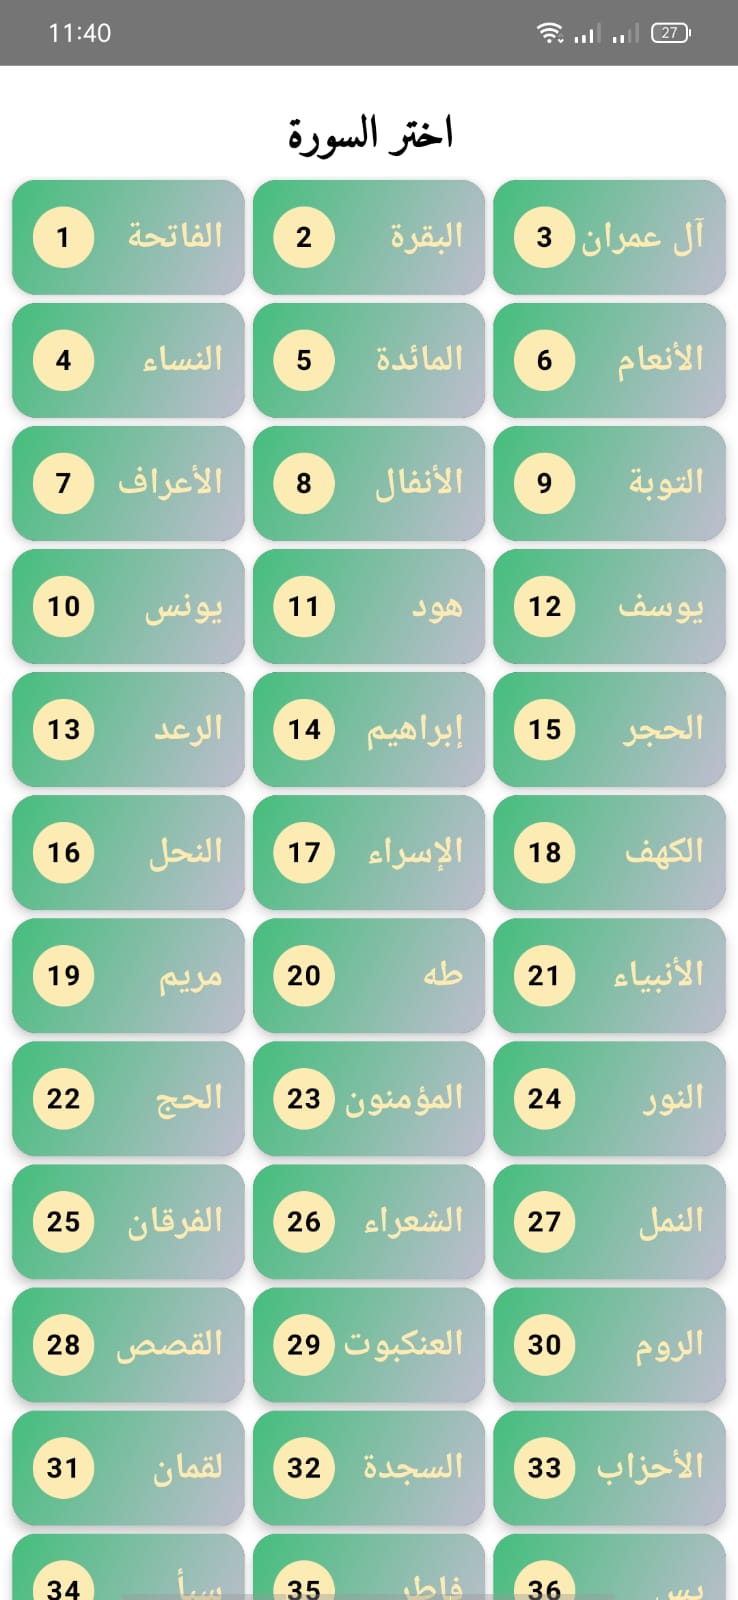 11:40
27
اختر السورة
1 الفاتحة
2 البقرة
3 آل عمران
4 النساء
5 المائدة
6 الأنعام
7 الأعراف
8 الأنفال
9 التوبة
10 يونس
11 هود
12 يوسف
13 الرعد
14 إبراهيم
15 الحجر
16 النحل
17 الإسراء
18 الكهف
19 مريم
20 طه
21 الأنبياء
22 الحج
23 المؤمنون
24 النور
25 الفرقان
26 الشعراء
27 النمل
28 القصص
29 العنكبوت
30 الروم
31 لقمان
32 السجدة
33 الأحزاب
34 سبأ
35 فاطر
36 يس